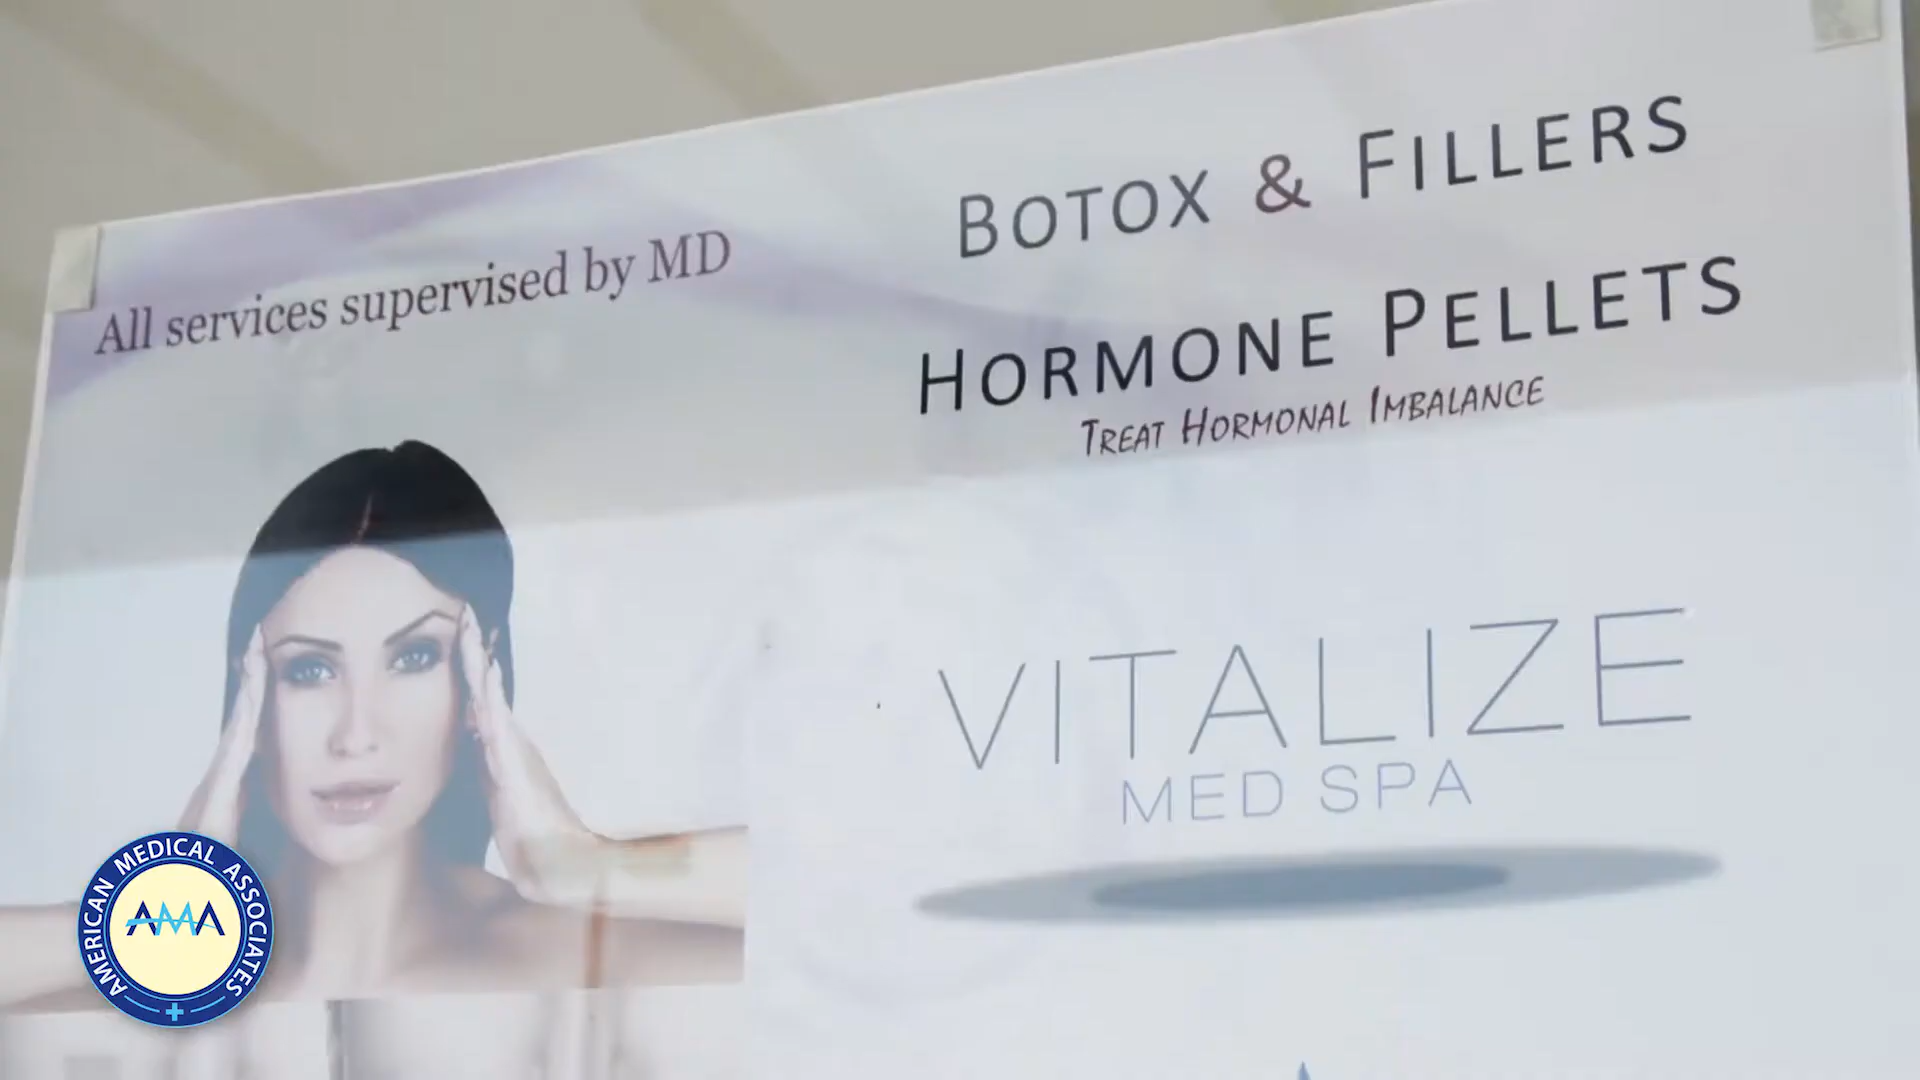 All services supervised by MD
BOTOX & FILLERS
HORMONE PELLETS
TREAT HORMONAL IMBALANCE
VITALIZE
MED SPA
AMERICAN MEDICAL ASSOCIATES
AMA